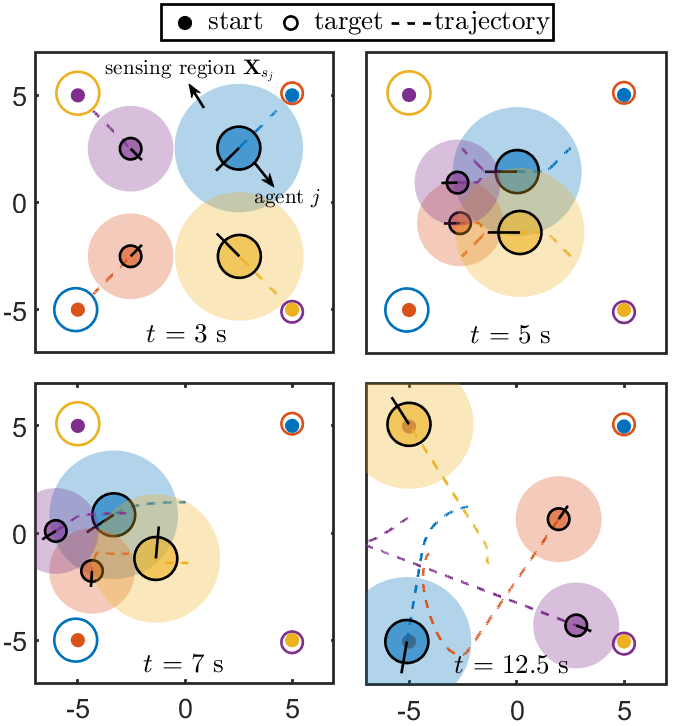 start target trajectory
sensing region X_{s_j}
agent j
5
0
-5
t = 3 s
t = 5 s
5
0
-5
t = 7 s
t = 12.5 s
-5 0 5 -5 0 5